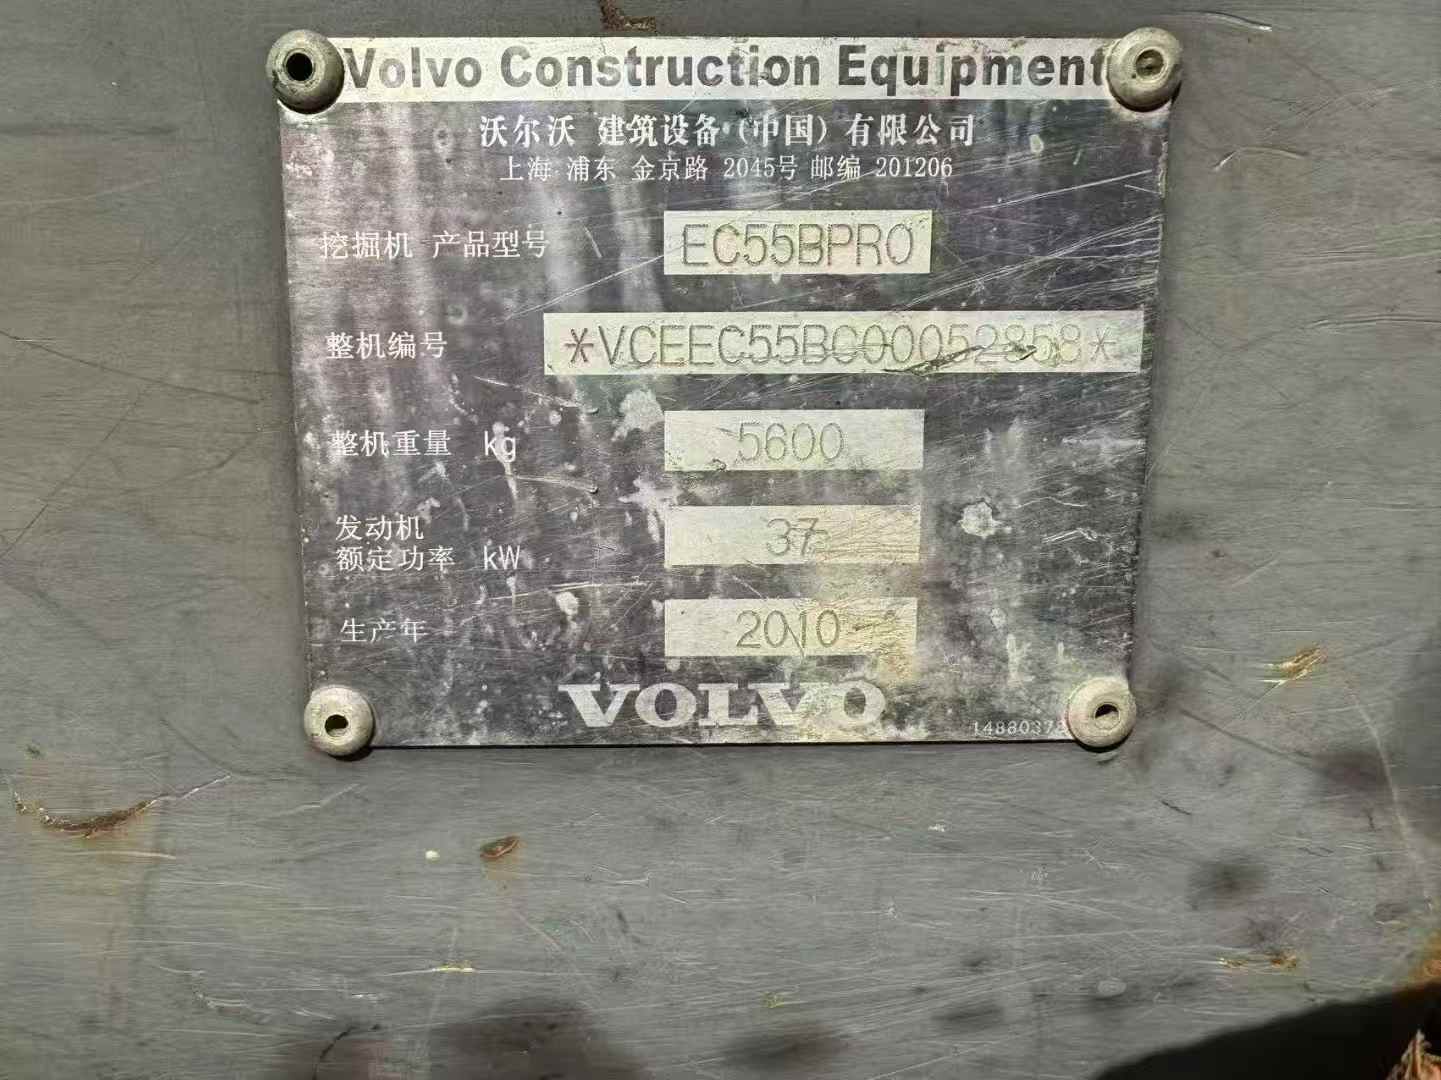 Volvo Construction Equipment
沃尔沃 建筑设备(中国)有限公司
上海 浦东 金京路 2045号 邮编 201206
挖掘机 产品型号 EC55BPRO
整机编号 *VCEEC55BC00052858*
整机重量 kg 5600
发动机
额定功率 kW 37
生产年 2010
VOLVO